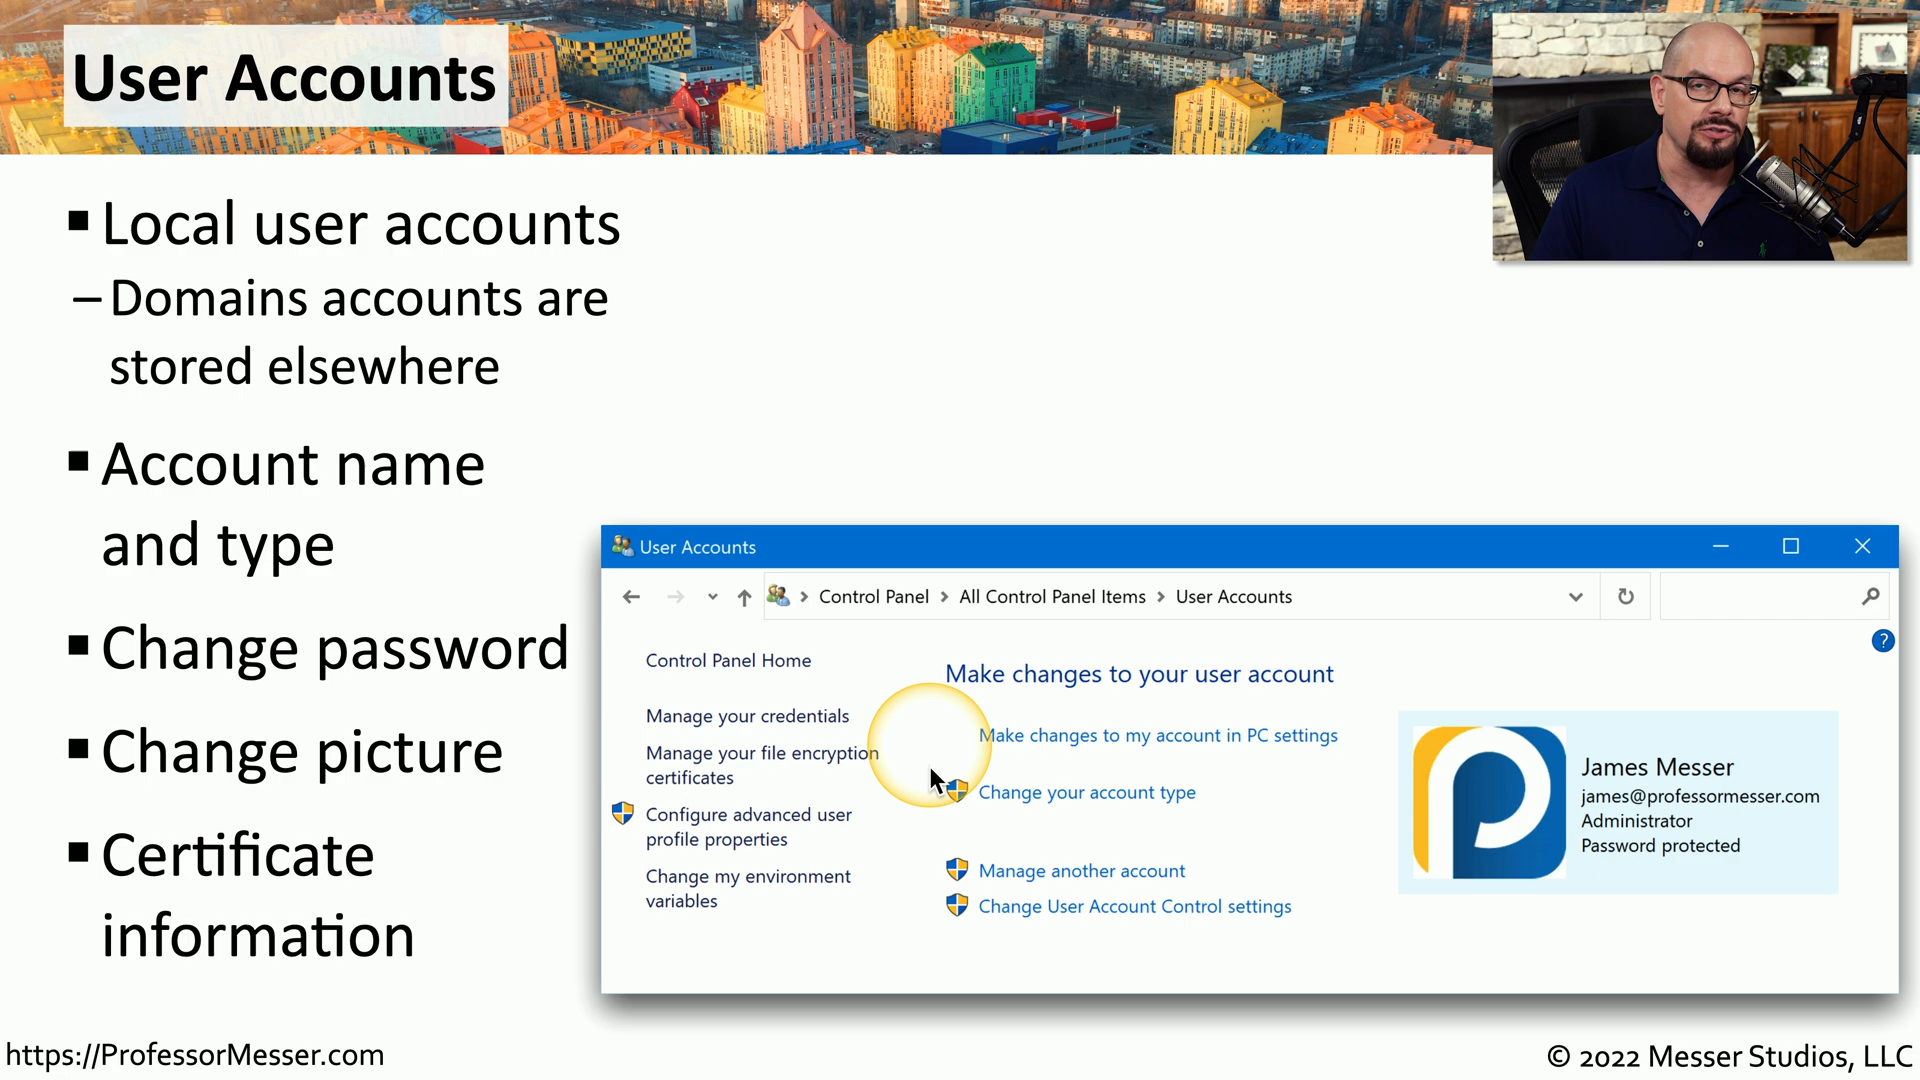 User Accounts
▪ Local user accounts
– Domains accounts are
stored elsewhere
▪ Account name
and type
▪ Change password
▪ Change picture
▪ Certificate
information
User Accounts
Control Panel > All Control Panel Items > User Accounts
?
Control Panel Home
Manage your credentials
Manage your file encryption
certificates
Configure advanced user
profile properties
Change my environment
variables
Make changes to your user account
Make changes to my account in PC settings
Change your account type
Manage another account
Change User Account Control settings
James Messer
james@professormesser.com
Administrator
Password protected
https://ProfessorMesser.com
© 2022 Messer Studios, LLC